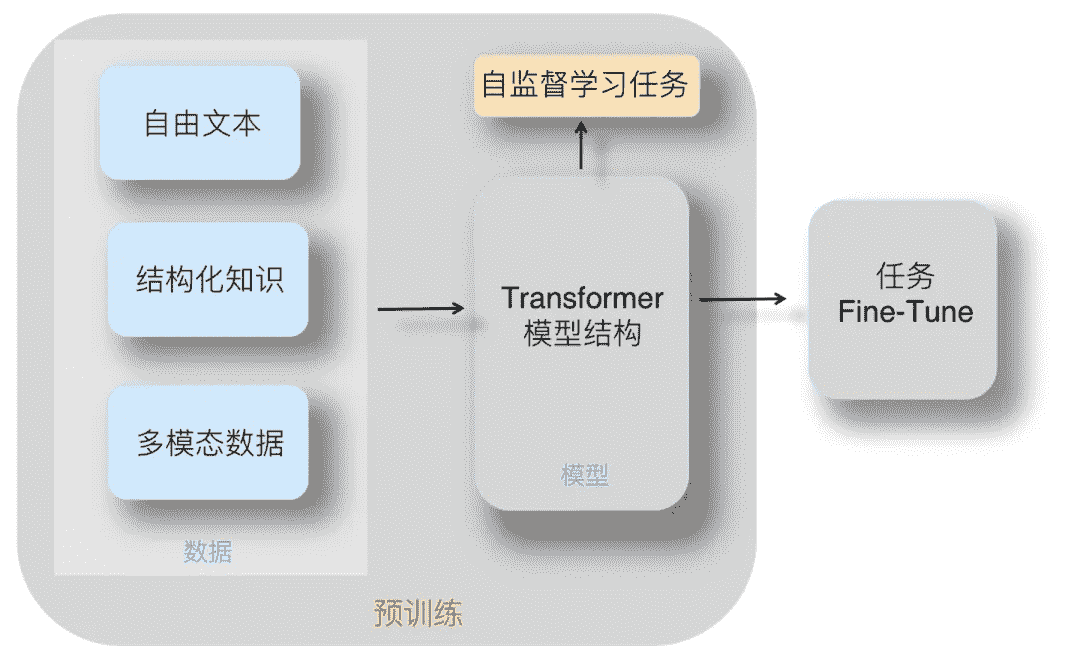 自由文本
结构化知识
多模态数据
数据
自监督学习任务
Transformer
模型结构
模型
预训练
任务
Fine-Tune